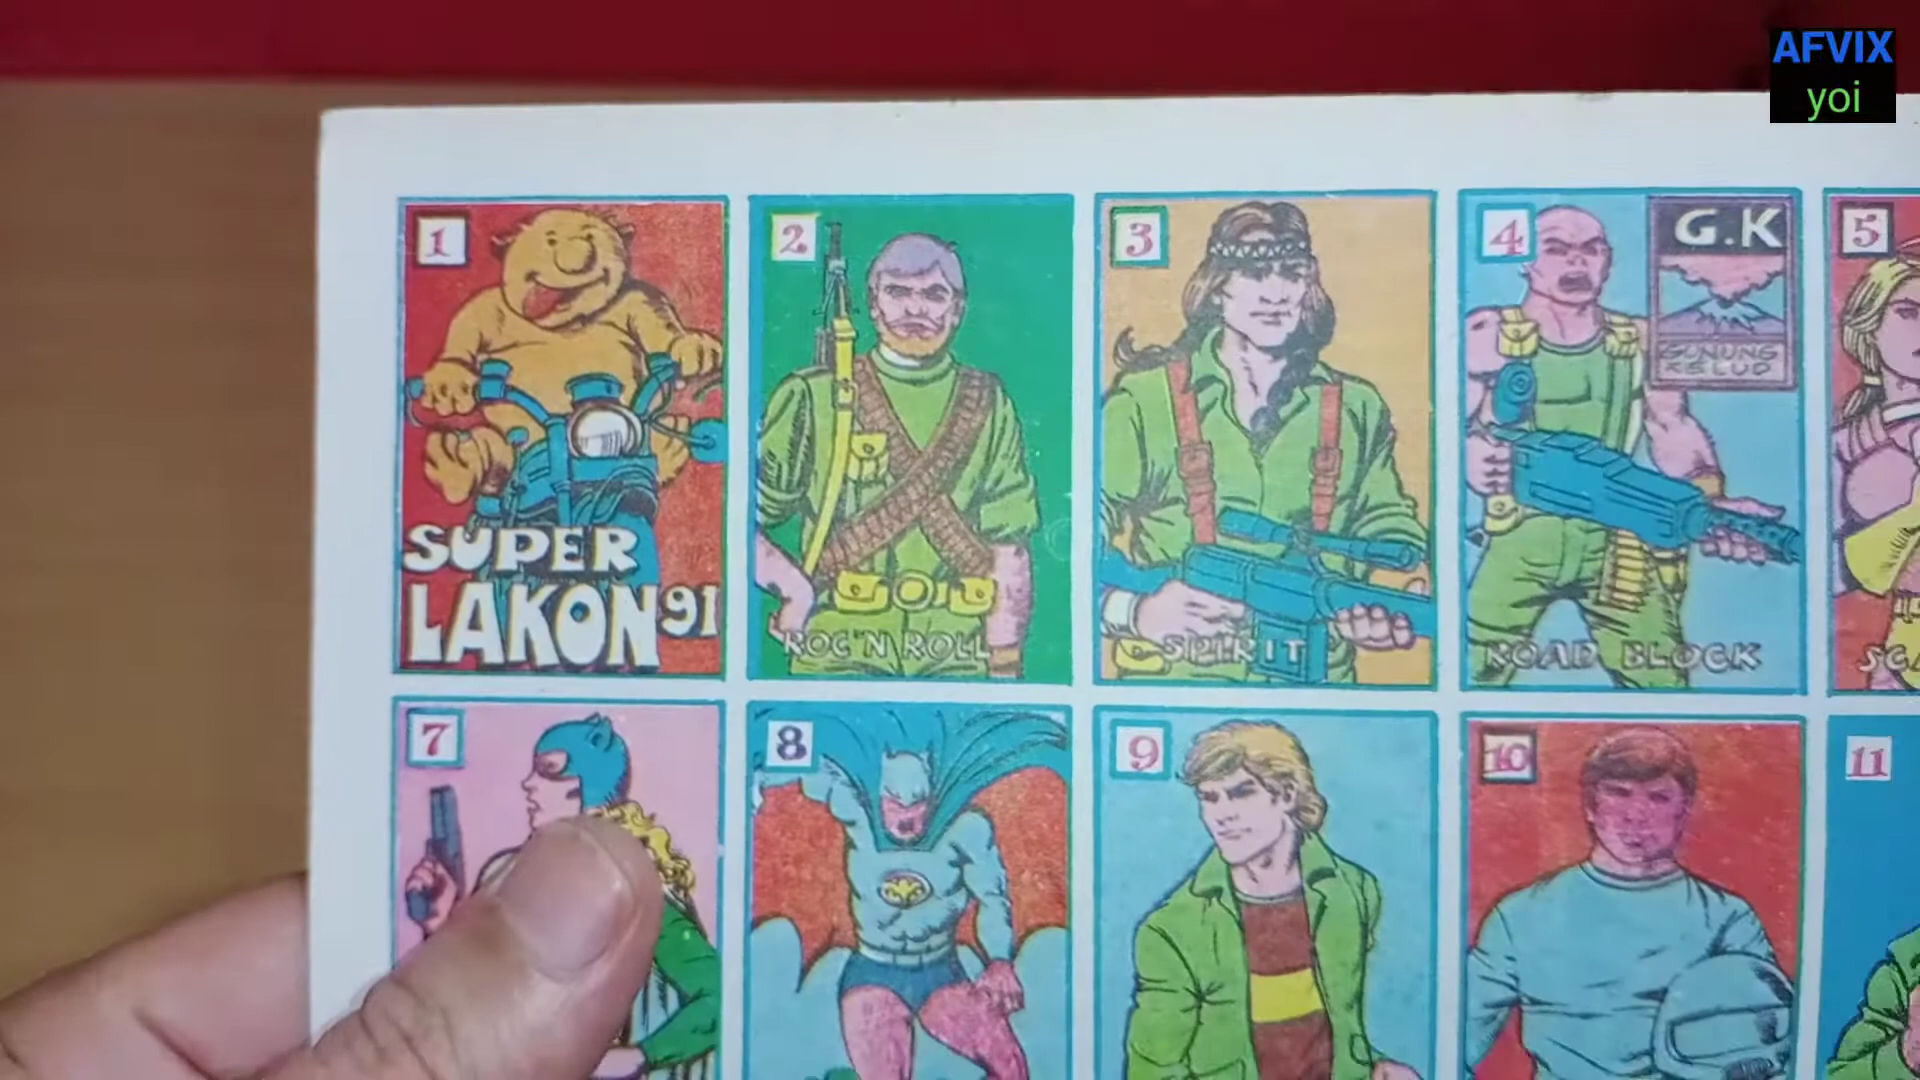 AFVIX
yoi
1
SUPER
LAKON 91
2
ROC'N ROLL
3
SPIRIT
4
G.K
GUNUNG
KELUD
ROAD BLOCK
5
7
8
9
10
11